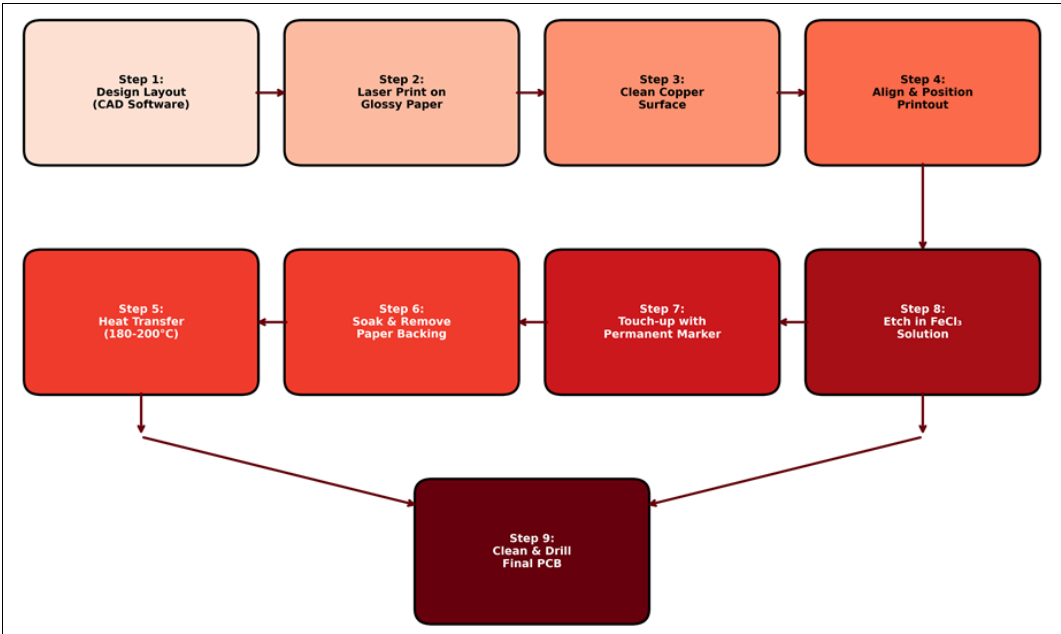 Step 1:
Design Layout
(CAD Software)
Step 2:
Laser Print on
Glossy Paper
Step 3:
Clean Copper
Surface
Step 4:
Align & Position
Printout
Step 5:
Heat Transfer
(180-200°C)
Step 6:
Soak & Remove
Paper Backing
Step 7:
Touch-up with
Permanent Marker
Step 8:
Etch in FeCl₃
Solution
Step 9:
Clean & Drill
Final PCB